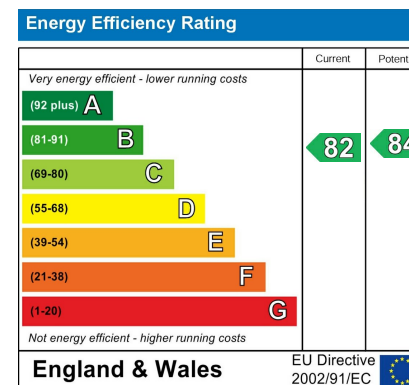 Energy Efficiency Rating
Current Potent
Very energy efficient - lower running costs
(92 plus) A
(81-91) B
82 84
(69-80) C
(55-68) D
(39-54) E
(21-38) F
(1-20) G
Not energy efficient - higher running costs
England & Wales
EU Directive
2002/91/EC